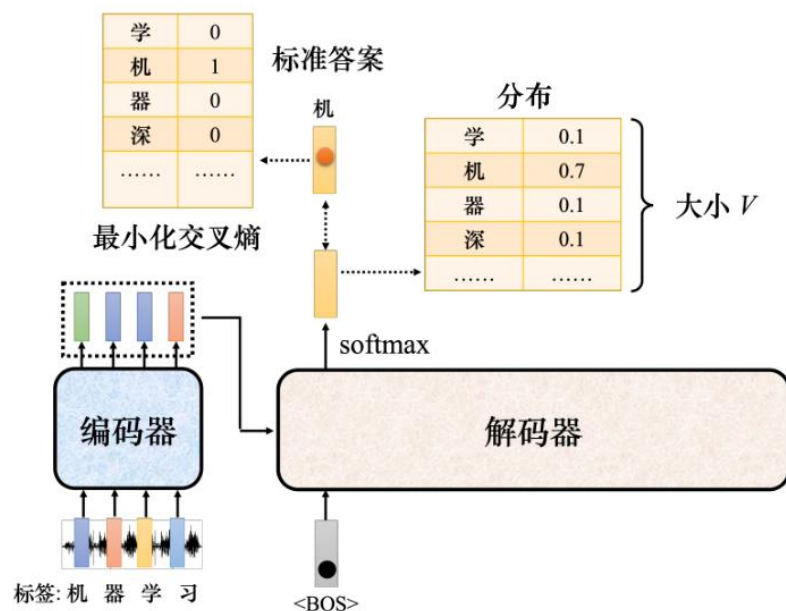 学 0
机 1
器 0
深 0
…… ……
标准答案
机
分布
学 0.1
机 0.7
器 0.1
深 0.1
…… ……
大小 V
最小化交叉熵
softmax
编码器
解码器
标签: 机 器 学 习
<BOS>